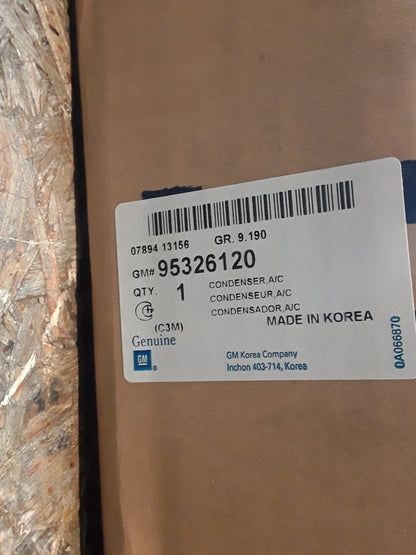 07894 13156 GR. 9.190
GM# 95326120
QTY. 1 CONDENSER,A/C
CONDENSEUR,A/C
CONDENSADOR,A/C
(C3M) MADE IN KOREA
Genuine
GM
®
GM Korea Company
Inchon 403-714, Korea
0A066870